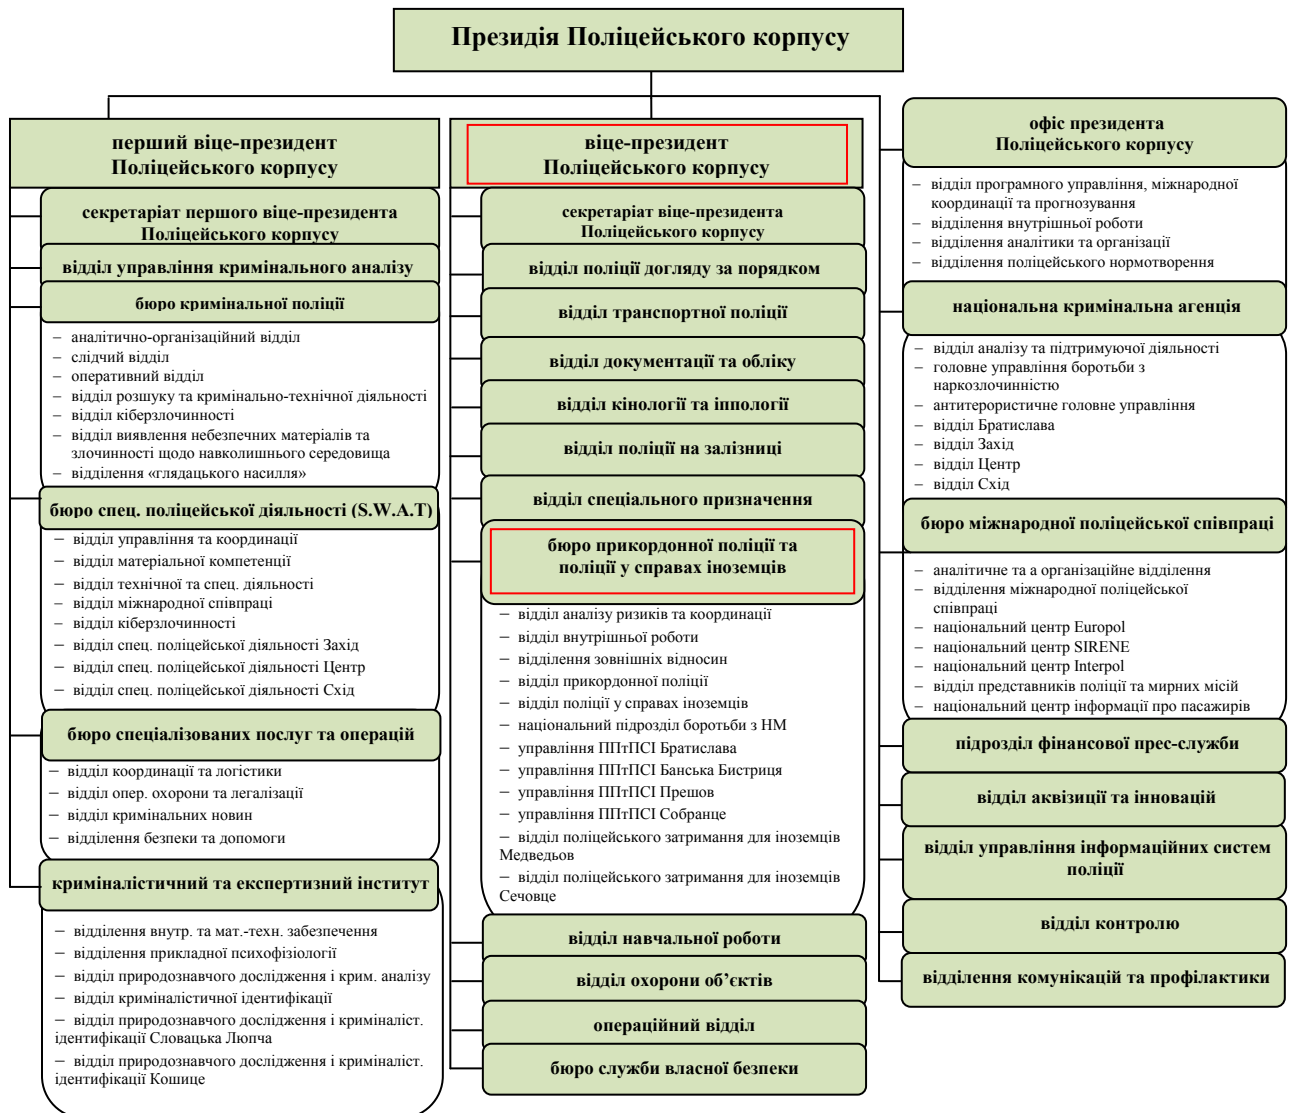 Президія Поліцейського корпусу
перший віце-президент
Поліцейського корпусу
секретаріат першого віце-президента
Поліцейського корпусу
відділ управління кримінального аналізу
бюро кримінальної поліції
– аналітично-організаційний відділ
– слідчий відділ
– оперативний відділ
– відділ розшуку та кримінально-технічної діяльності
– відділ кіберзлочинності
– відділ виявлення небезпечних матеріалів та
злочинності щодо навколишнього середовища
– відділення «глядацького насилля»
бюро спец. поліцейської діяльності (S.W.A.T)
– відділ управління та координації
– відділ матеріальної компетенції
– відділ технічної та спец. діяльності
– відділ міжнародної співпраці
– відділ кіберзлочинності
– відділ спец. поліцейської діяльності Захід
– відділ спец. поліцейської діяльності Центр
– відділ спец. поліцейської діяльності Схід
бюро спеціалізованих послуг та операцій
– відділ координації та логістики
– відділ опер. охорони та легалізації
– відділ кримінальних новин
– відділення безпеки та допомоги
криміналістичний та експертизний інститут
– відділення внутр. та мат.-техн. забезпечення
– відділення прикладної психофізіології
– відділ природознавчого дослідження і крим. аналізу
– відділ криміналістичної ідентифікації
– відділ природознавчого дослідження і криміналіст.
ідентифікації Словацька Люпча
– відділ природознавчого дослідження і криміналіст.
ідентифікації Кошице
віце-президент
Поліцейського корпусу
секретаріат віце-президента
Поліцейського корпусу
відділ поліції догляду за порядком
відділ транспортної поліції
відділ документації та обліку
відділ кінології та іппології
відділ поліції на залізниці
відділ спеціального призначення
бюро прикордонної поліції та
поліції у справах іноземців
– відділ аналізу ризиків та координації
– відділ внутрішньої роботи
– відділення зовнішніх відносин
– відділ прикордонної поліції
– відділ поліції у справах іноземців
– національний підрозділ боротьби з НМ
– управління ППтПСІ Братислава
– управління ППтПСІ Банська Бистриця
– управління ППтПСІ Прешов
– управління ППтПСІ Собранце
– відділ поліцейського затримання для іноземців
Медведьов
– відділ поліцейського затримання для іноземців
Сечовце
відділ навчальної роботи
відділ охорони об’єктів
операційний відділ
бюро служби власної безпеки
офіс президента
Поліцейського корпусу
– відділ програмного управління, міжнародної
координації та прогнозування
– відділення внутрішньої роботи
– відділення аналітики та організації
– відділення поліцейського нормотворення
національна кримінальна агенція
– відділ аналізу та підтримуючої діяльності
– головне управління боротьби з
наркозлочинністю
– антитерористичне головне управління
– відділ Братислава
– відділ Захід
– відділ Центр
– відділ Схід
бюро міжнародної поліцейської співпраці
– аналітичне та а організаційне відділення
– відділення міжнародної поліцейської
співпраці
– національний центр Europol
– національний центр SIRENE
– національний центр Interpol
– відділ представників поліції та мирних місій
– національний центр інформації про пасажирів
підрозділ фінансової прес-служби
відділ аквізиції та інновацій
відділ управління інформаційних систем
поліції
відділ контролю
відділення комунікацій та профілактики